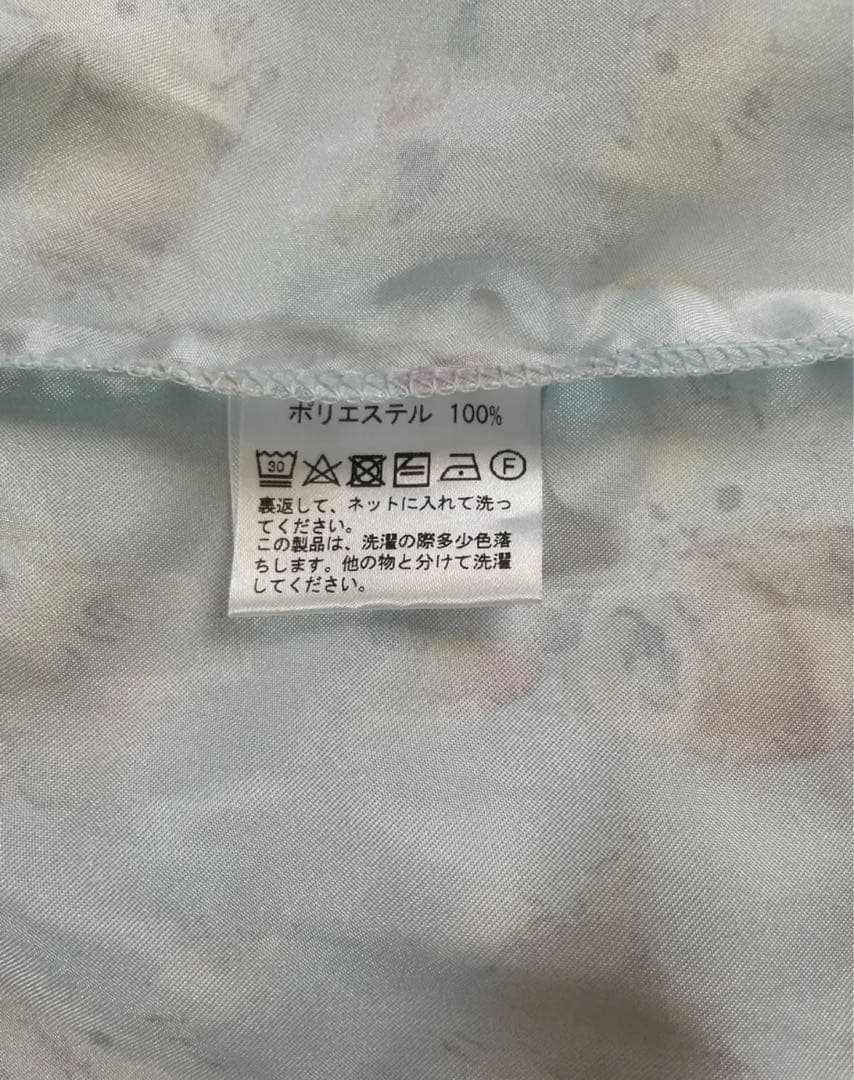 ポリエステル 100%
30 F
裏返して、ネットに入れて洗っ
てください。
この製品は、洗濯の際多少色落
ちします。他の物と分けて洗濯
してください。